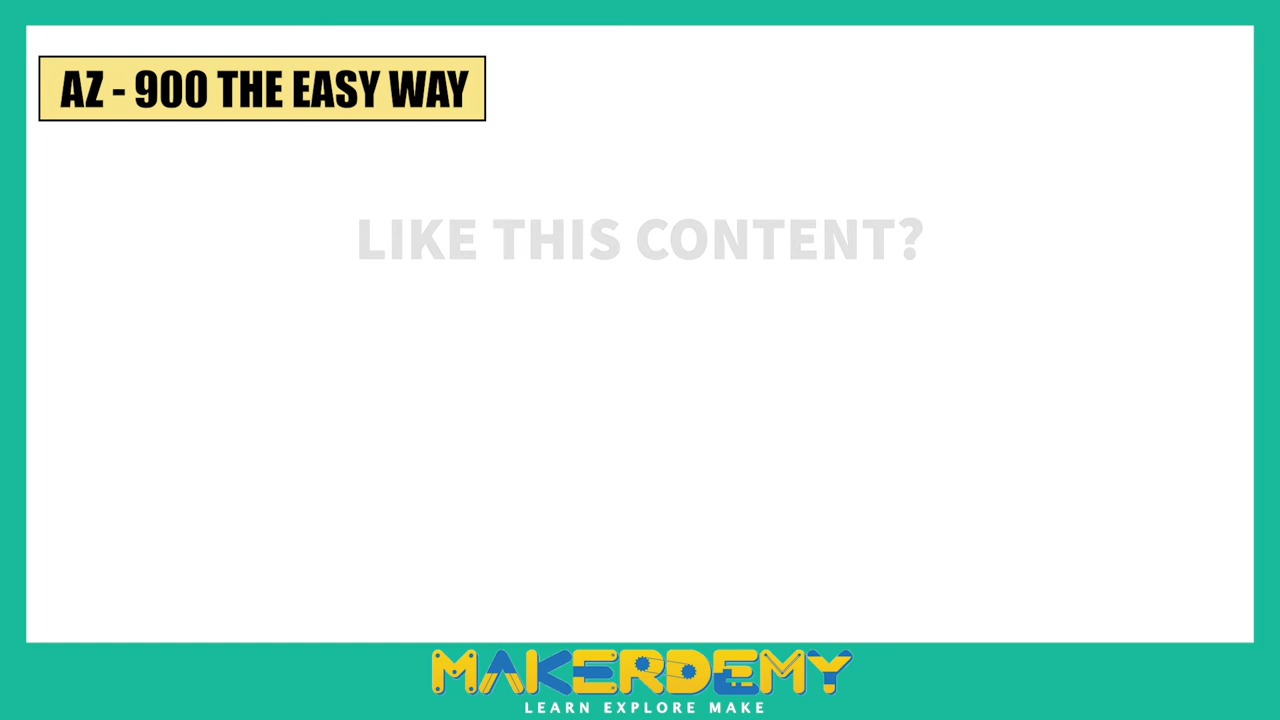 AZ - 900 THE EASY WAY
LIKE THIS CONTENT?
MAKERDEMY
LEARN EXPLORE MAKE